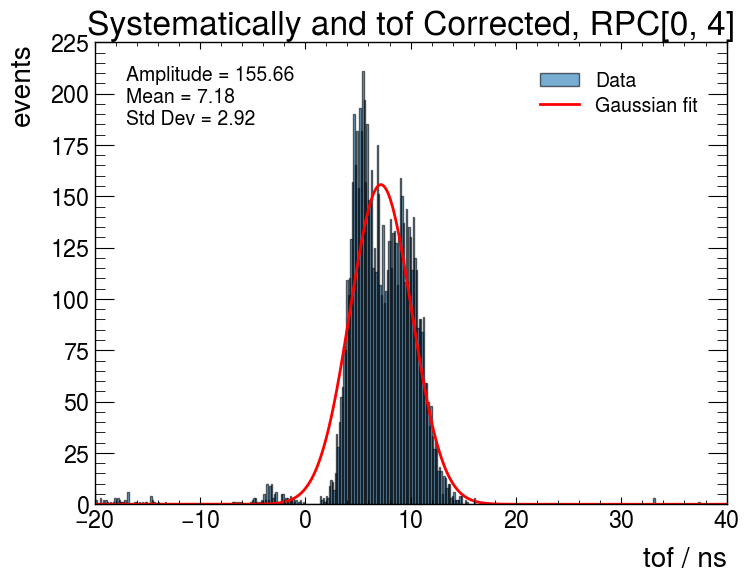 Systematically and tof Corrected, RPC[0, 4]
events
225
200
175
150
125
100
75
50
25
0
Amplitude = 155.66
Mean = 7.18
Std Dev = 2.92
Data
Gaussian fit
−20
−10
0
10
20
30
40
tof / ns